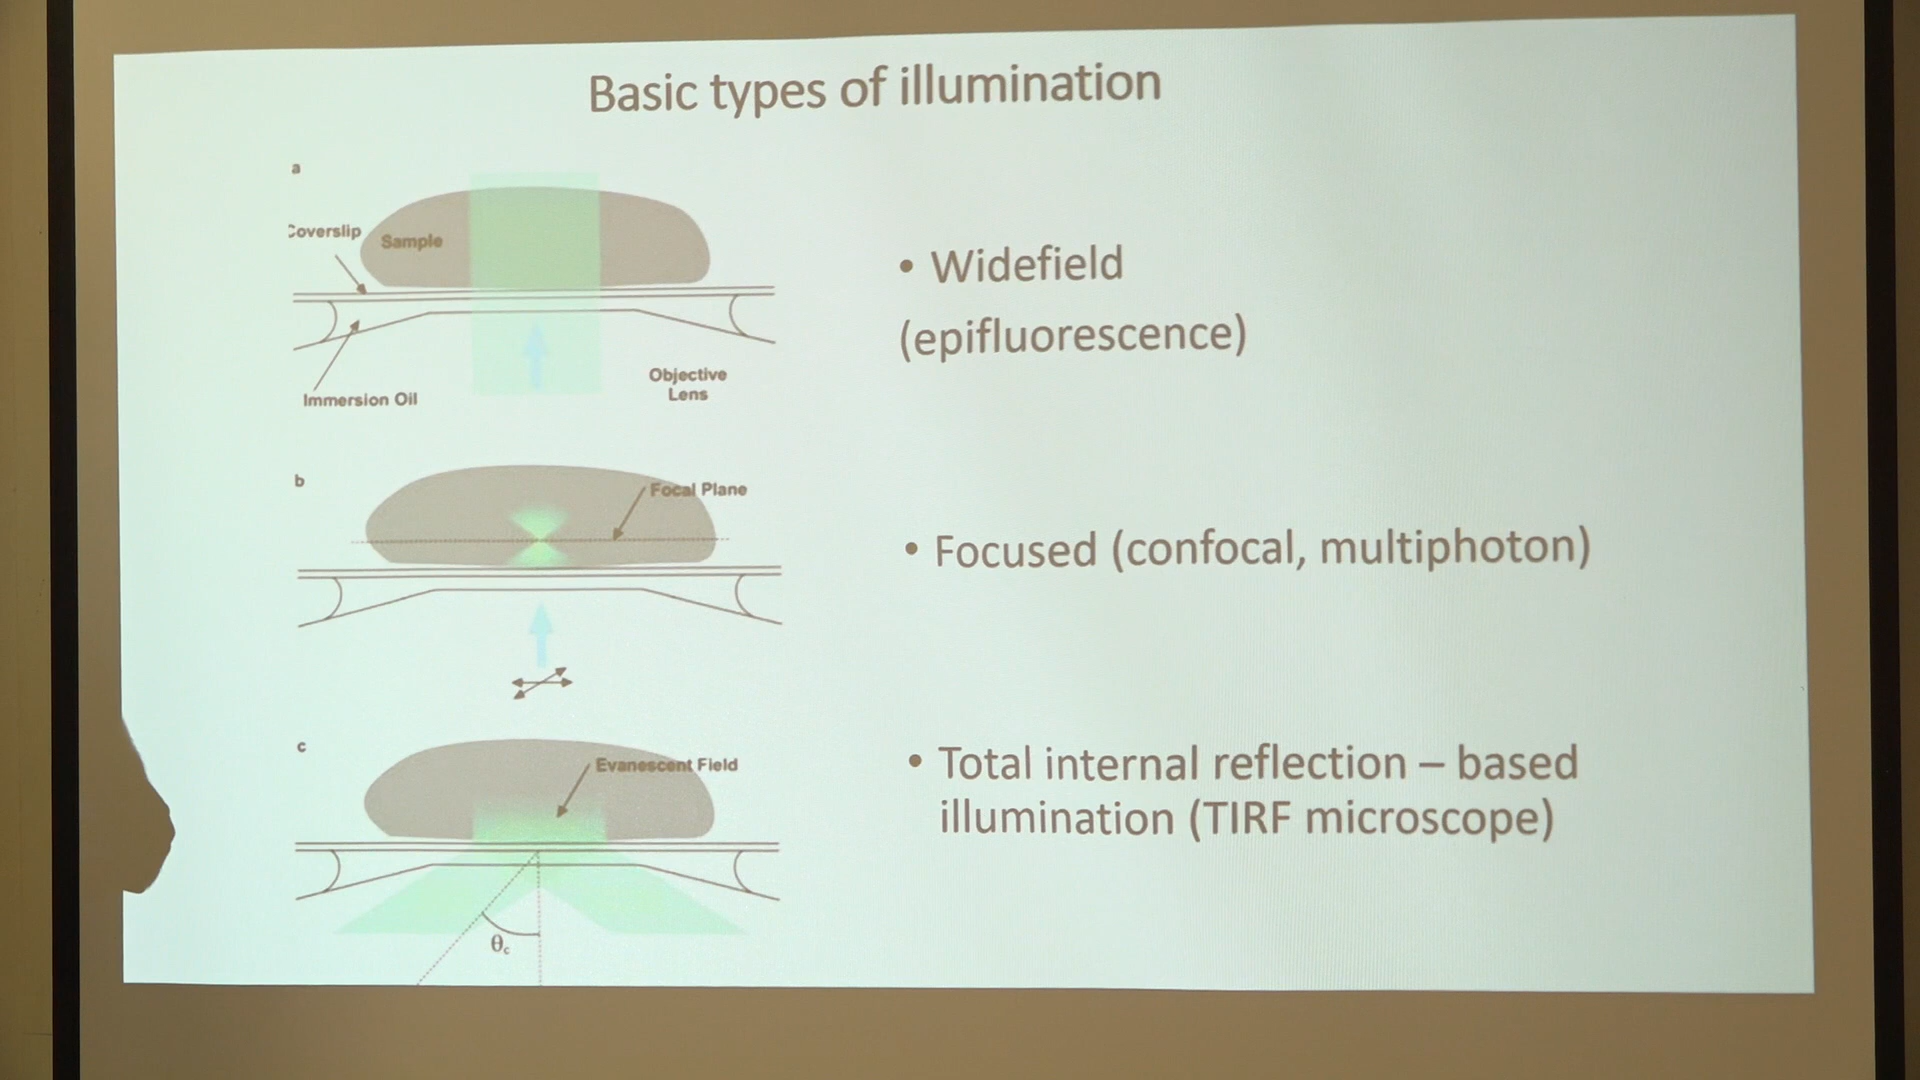 Basic types of illumination
a
Coverslip
Sample
Immersion Oil
Objective
Lens
• Widefield
(epifluorescence)
b
Focal Plane
• Focused (confocal, multiphoton)
c
Evanescent Field
θc
• Total internal reflection – based
illumination (TIRF microscope)